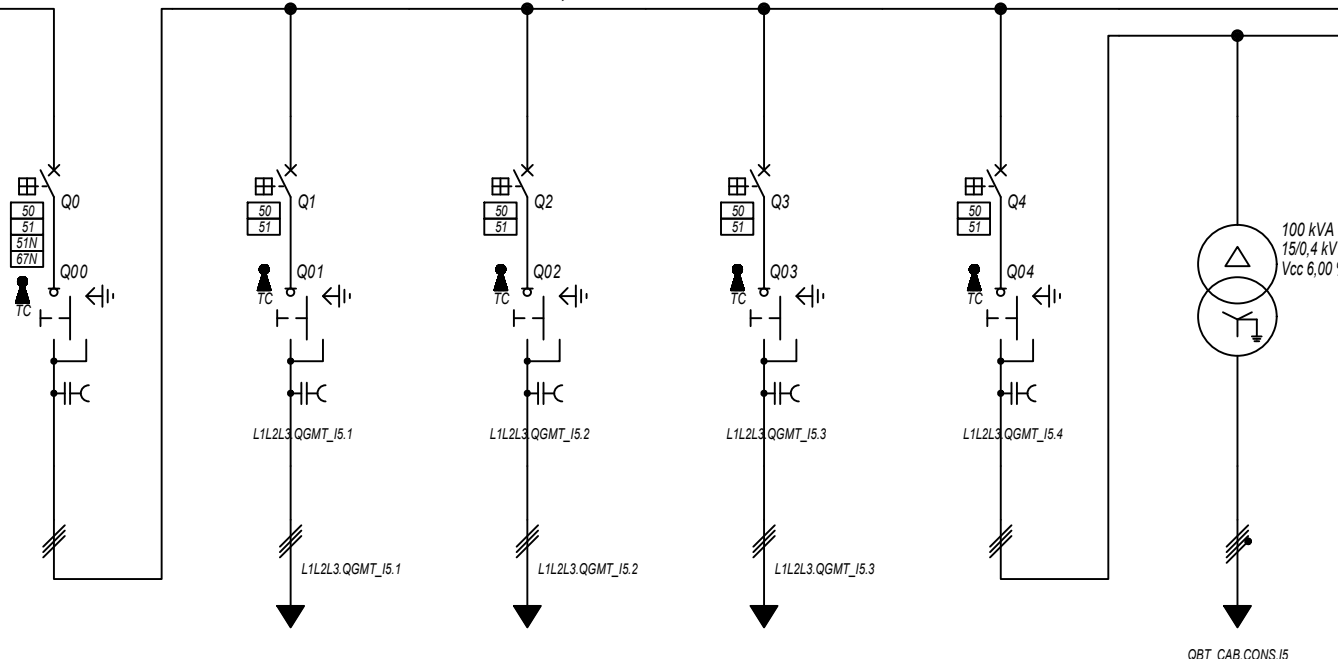 Q0
50
51
51N
67N
Q00
TC
Q1
50
51
Q01
TC
L1L2L3.QGMT_I5.1
L1L2L3.QGMT_I5.1
Q2
50
51
Q02
TC
L1L2L3.QGMT_I5.2
L1L2L3.QGMT_I5.2
Q3
50
51
Q03
TC
L1L2L3.QGMT_I5.3
L1L2L3.QGMT_I5.3
Q4
50
51
Q04
TC
L1L2L3.QGMT_I5.4
100 kVA
15/0,4 kV
Vcc 6,00
QBT_CAB.CONS.I5